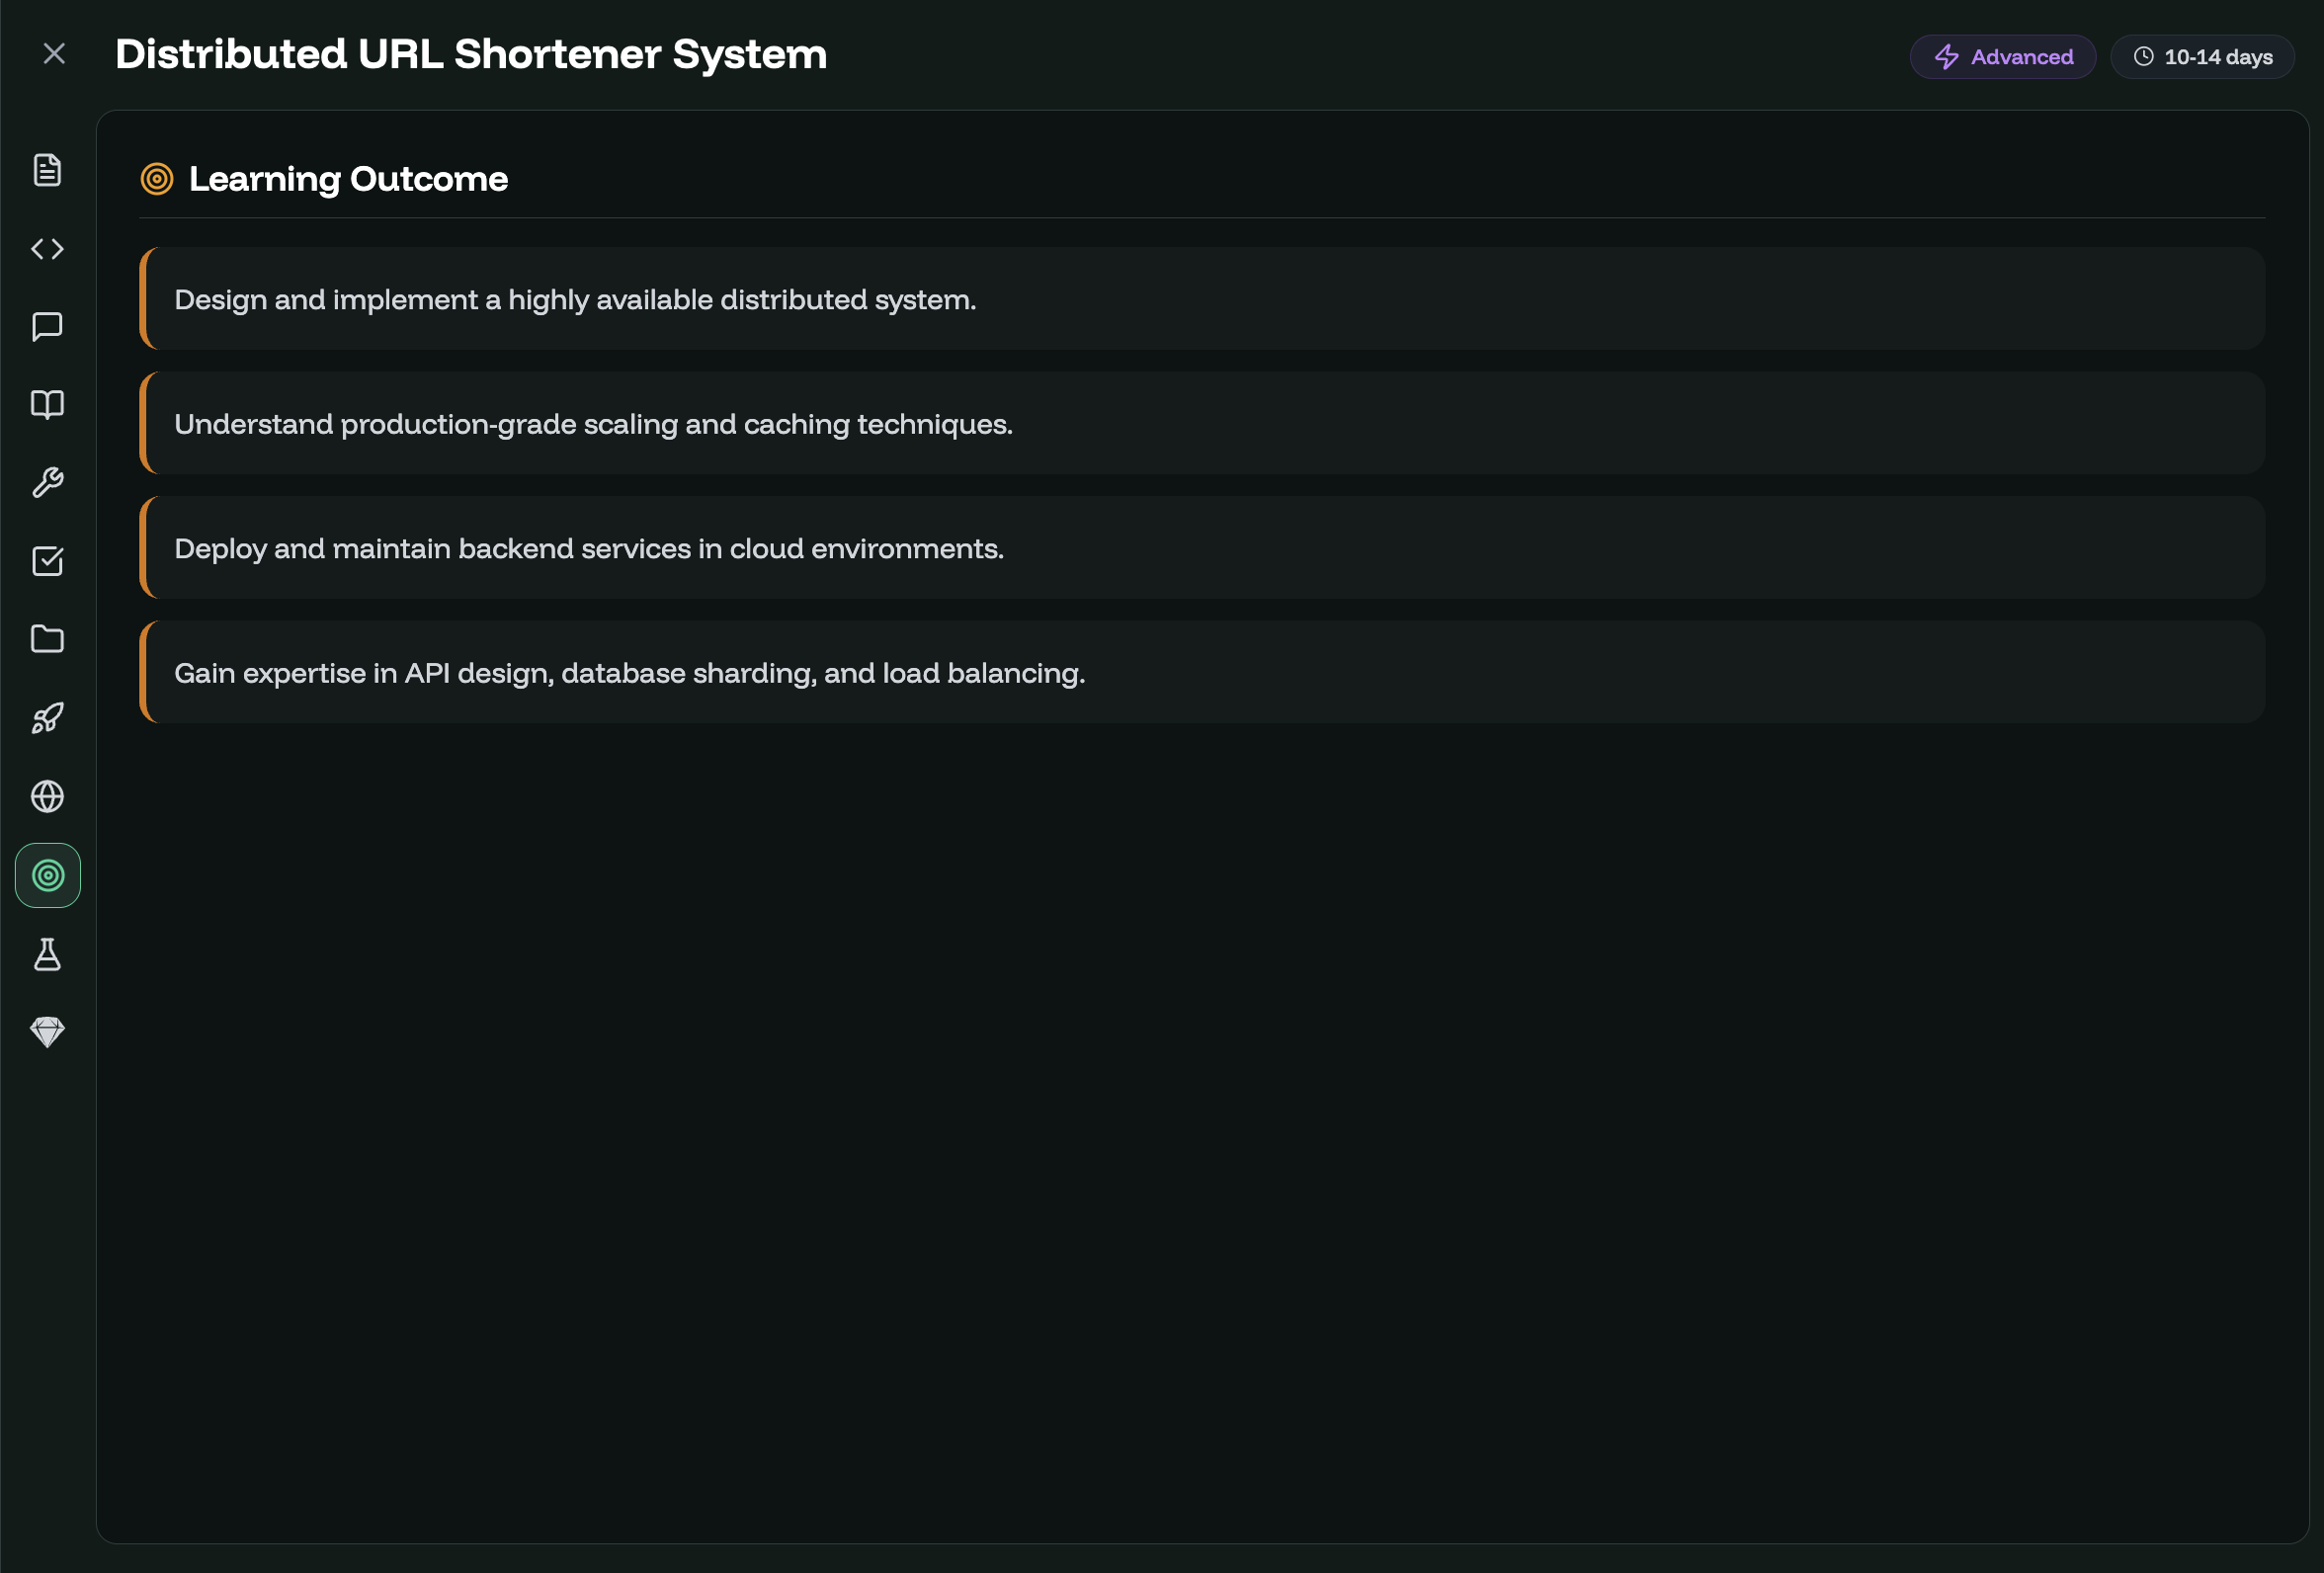 Distributed URL Shortener System
Advanced
10-14 days
Learning Outcome
Design and implement a highly available distributed system.
Understand production-grade scaling and caching techniques.
Deploy and maintain backend services in cloud environments.
Gain expertise in API design, database sharding, and load balancing.